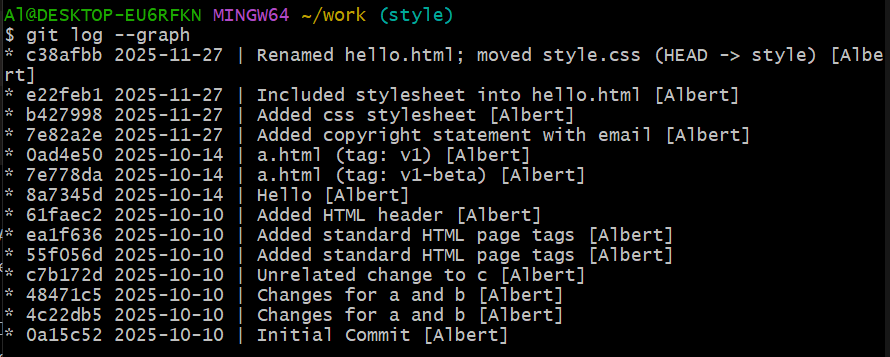 Al@DESKTOP-EU6RFKN MINGW64 ~/work (style)
$ git log --graph
* c38afbb 2025-11-27 | Renamed hello.html; moved style.css (HEAD -> style) [Albe
rt]
* e22feb1 2025-11-27 | Included stylesheet into hello.html [Albert]
* b427998 2025-11-27 | Added css stylesheet [Albert]
* 7e82a2e 2025-11-27 | Added copyright statement with email [Albert]
* 0ad4e50 2025-10-14 | a.html (tag: v1) [Albert]
* 7e778da 2025-10-14 | a.html (tag: v1-beta) [Albert]
* 8a7345d 2025-10-14 | Hello [Albert]
* 61faec2 2025-10-10 | Added HTML header [Albert]
* ea1f636 2025-10-10 | Added standard HTML page tags [Albert]
* 55f056d 2025-10-10 | Added standard HTML page tags [Albert]
* c7b172d 2025-10-10 | Unrelated change to c [Albert]
* 48471c5 2025-10-10 | Changes for a and b [Albert]
* 4c22db5 2025-10-10 | Changes for a and b [Albert]
* 0a15c52 2025-10-10 | Initial Commit [Albert]